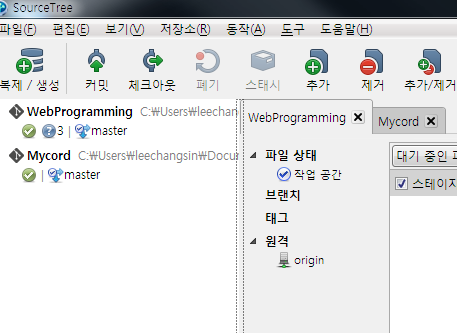 SourceTree
파일(F) 편집(E) 보기(V) 저장소(R) 동작(A) 도구 도움말(H)
복제 / 생성 커밋 체크아웃 폐기 스태시 추가 제거 추가/제거
WebProgramming C:₩Users₩leechang
3 master
Mycord C:₩Users₩leechangsin₩Docu
master
WebProgramming Mycord
파일 상태
작업 공간
브랜치
태그
원격
origin
대기 중인
스테이지